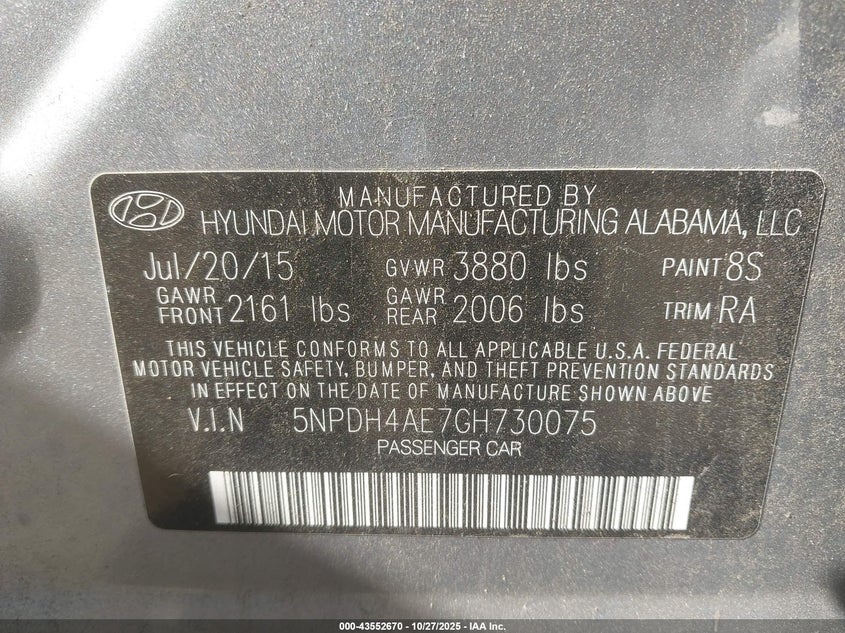 MANUFACTURED BY
HYUNDAI MOTOR MANUFACTURING ALABAMA, LLC
Jul/20/15 GVWR 3880 lbs PAINT 8S
GAWR FRONT 2161 lbs GAWR REAR 2006 lbs TRIM RA
THIS VEHICLE CONFORMS TO ALL APPLICABLE U.S.A. FEDERAL
MOTOR VEHICLE SAFETY, BUMPER, AND THEFT PREVENTION STANDARDS
IN EFFECT ON THE DATE OF MANUFACTURE SHOWN ABOVE
V.I.N 5NPDH4AE7GH730075
PASSENGER CAR
000-43552670 - 10/27/2025 - IAA Inc.